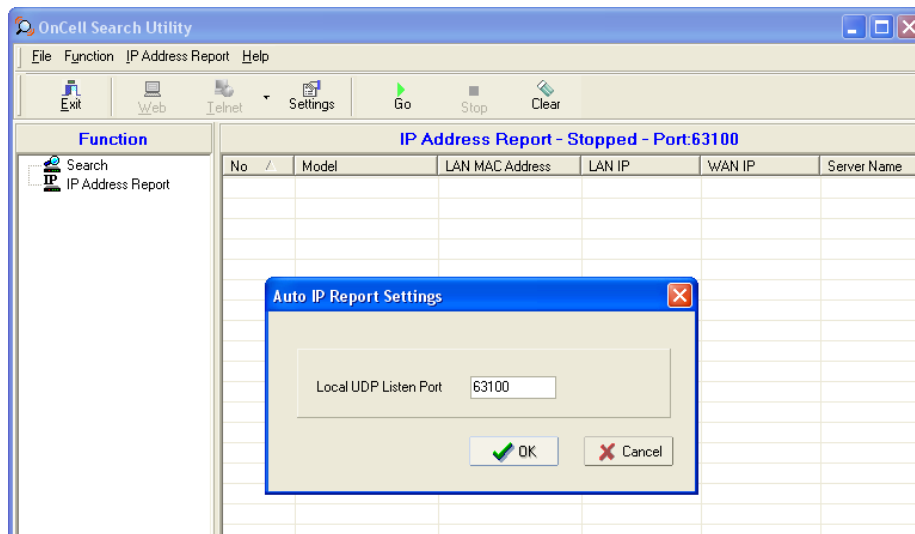 OnCell Search Utility
File Function IP Address Report Help
Exit Web Telnet Settings Go Stop Clear
Function
IP Address Report - Stopped - Port:63100
Search
IP IP Address Report
No Model LAN MAC Address LAN IP WAN IP Server Name
Auto IP Report Settings
Local UDP Listen Port 63100
OK Cancel